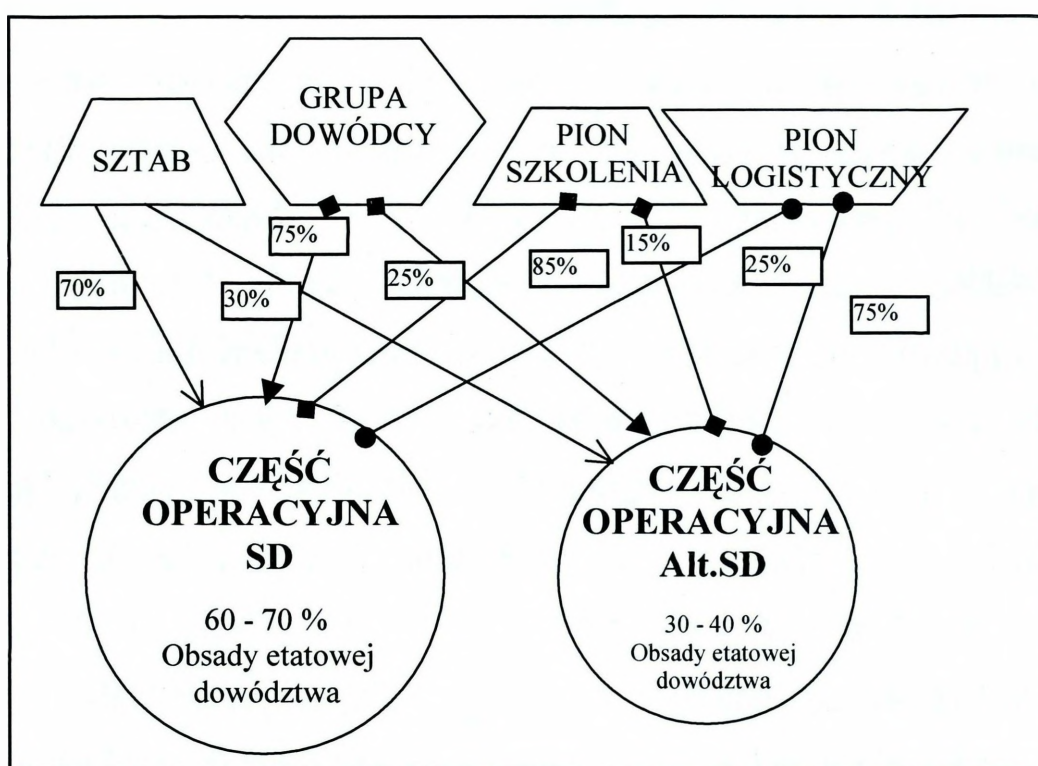 SZTAB
GRUPA
DOWÓDCY
PION
SZKOLENIA
PION
LOGISTYCZNY
70%
30%
75%
25%
85%
15%
25%
75%
CZĘŚĆ
OPERACYJNA
SD
60 - 70 %
Obsady etatowej
dowództwa
CZĘŚĆ
OPERACYJNA
Alt.SD
30 - 40 %
Obsady etatowej
dowództwa